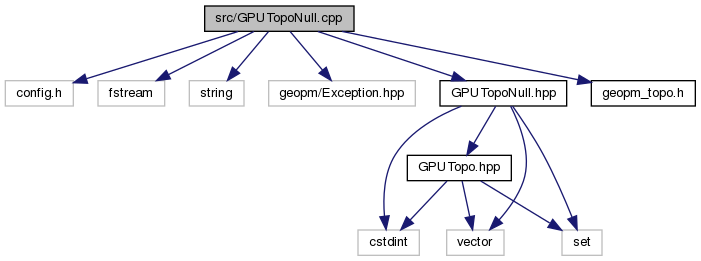 src/GPUTopoNull.cpp
config.h
fstream
string
geopm/Exception.hpp
GPUTopoNull.hpp
geopm_topo.h
GPUTopo.hpp
cstdint
vector
set